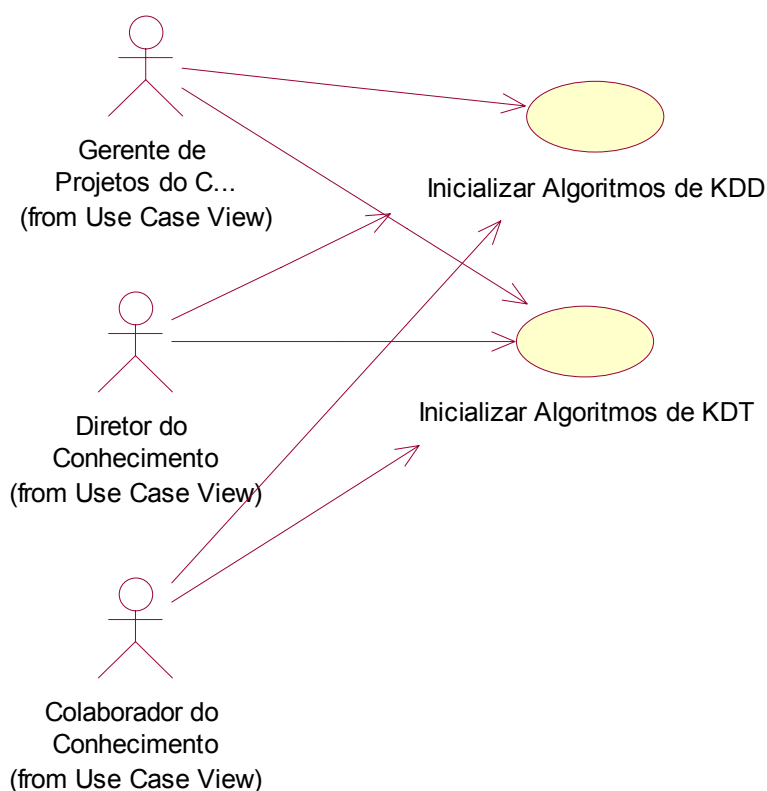 Gerente de
Projetos do C...
(from Use Case View)
Inicializar Algoritmos de KDD
Diretor do
Conhecimento
(from Use Case View)
Inicializar Algoritmos de KDT
Colaborador do
Conhecimento
(from Use Case View)